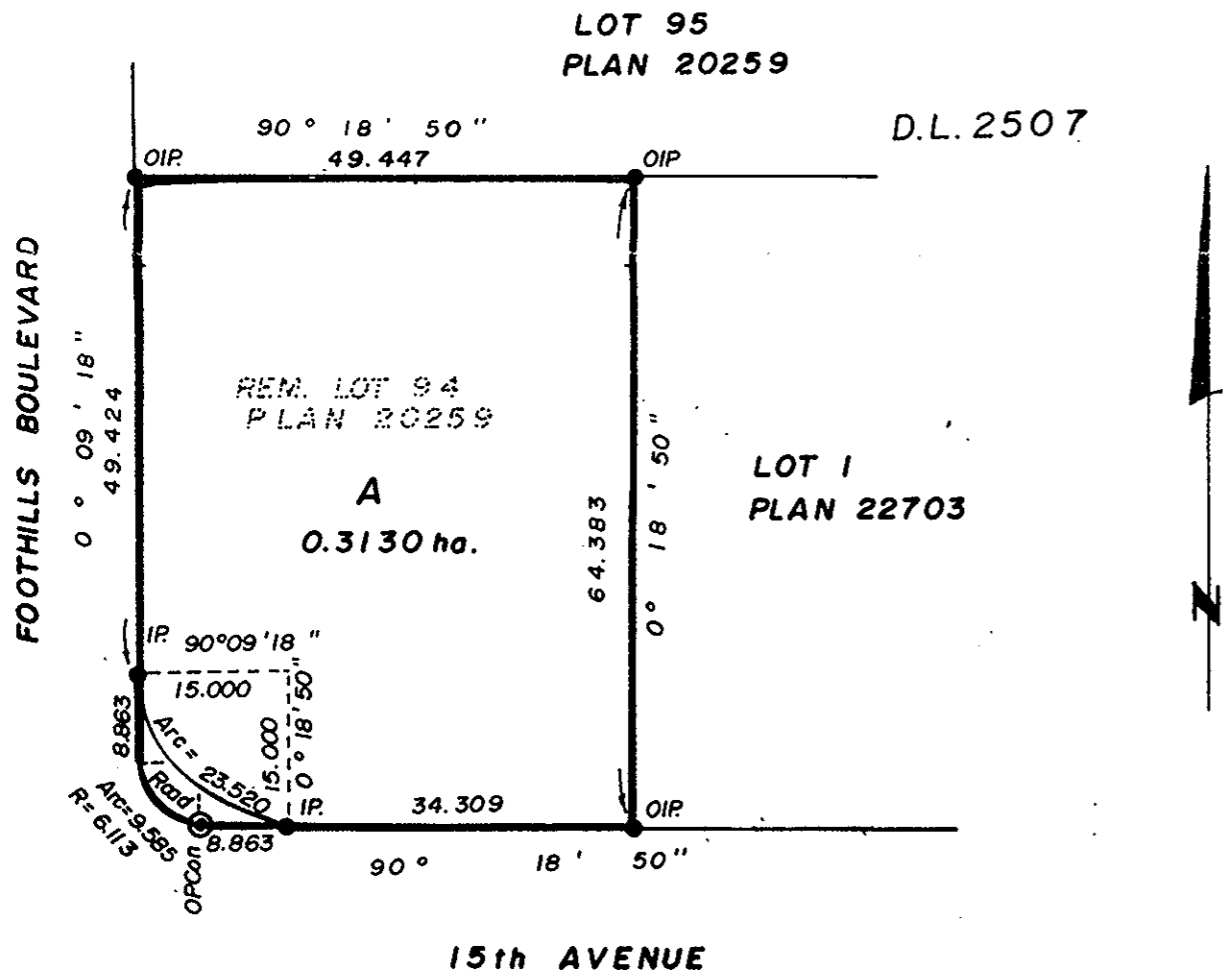 LOT 95
PLAN 20259
D.L. 2507
90° 18' 50"
49.447
OIP.
OIP.
FOOTHILLS BOULEVARD
0° 09' 18"
49.424
REM. LOT 94
PLAN 20259
A
0.3130 ha.
64.383
0° 18' 50"
LOT 1
PLAN 22703
N
IP.
90°09'18"
15.000
15.000
0°18'50"
8.863
Arc = 23.520
Road
Arc=9.585
R=6.113
OPCon
8.863
IP.
34.309
OIP.
90° 18' 50"
15th AVENUE